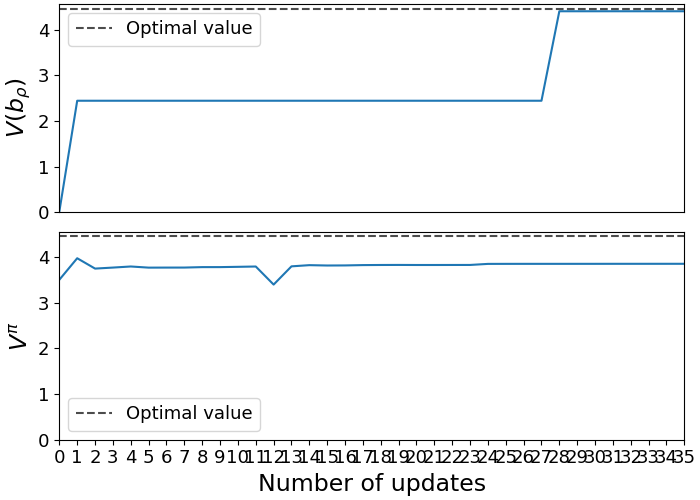 Optimal value
V(b_ρ)
4
3
2
1
0
V^π
4
3
2
1
0
Optimal value
0 1 2 3 4 5 6 7 8 9 10 11 12 13 14 15 16 17 18 19 20 21 22 23 24 25 26 27 28 29 30 31 32 33 34 35
Number of updates